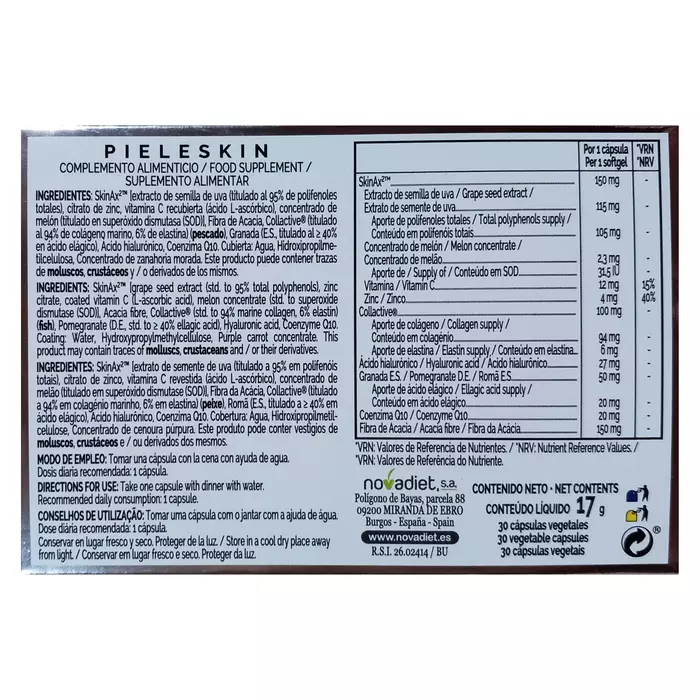 PIELESKIN
COMPLEMENTO ALIMENTICIO / FOOD SUPPLEMENT /
SUPLEMENTO ALIMENTAR
INGREDIENTES: SkinAx²™ [extracto de semilla de uva (titulado al 95% de polifenoles
totales), citrato de zinc, vitamina C recubierta (ácido L-ascórbico), concentrado de
melón (titulado en superóxido dismutasa (SOD)], Fibra de Acacia, Collactive® (titulado
al 94% de colágeno marino, 6% de elastina) (pescado), Granada (E.S., titulado al ≥ 40%
en ácido elágico), Ácido hialurónico, Coenzima Q10. Cubierta: Agua, Hidroxipropilme-
tilcelulosa, Concentrado de zanahoria morada. Este producto puede contener trazas
de moluscos, crustáceos y / o derivados de los mismos.
INGREDIENTS: SkinAx²™ [grape seed extract (std. to 95% total polyphenols), zinc
citrate, coated vitamin C (L-ascorbic acid), melon concentrate (std. to superoxide
dismutase (SOD)], Acacia fibre, Collactive® (std. to 94% marine collagen, 6% elastin)
(fish), Pomegranate (D.E., std. to ≥ 40% ellagic acid), Hyaluronic acid, Coenzyme Q10.
Coating: Water, Hydroxypropylmethylcellulose, Purple carrot concentrate. This
product may contain traces of molluscs, crustaceans and / or their derivatives.
INGREDIENTES: SkinAx²™ [extrato de semente de uva (titulado a 95% em polifenóis
totais), citrato de zinco, vitamina C revestida (ácido L-ascórbico), concentrado de
melão (titulado em superóxido dismutase (SOD)], Fibra da Acácia, Collactive® (titulado
a 94% em colagénio marino, 6% em elastina) (peixe), Romã (E.S., titulado a ≥ 40% em
ácido elágico), Ácido hialurónico, Coenzima Q10. Cobertura: Água, Hidroxipropilmetil-
celulose, Concentrado de cenoura púrpura. Este produto pode conter vestígios de
moluscos, crustáceos e / ou derivados dos mesmos.
MODO DE EMPLEO: Tomar una cápsula con la cena con ayuda de agua.
Dosis diaria recomendada: 1 cápsula.
DIRECTIONS FOR USE: Take one capsule with dinner with water.
Recommended daily consumption: 1 capsule.
CONSELHOS DE UTILIZAÇÃO: Tomar uma cápsula com o jantar com a ajuda de água.
Dose diária recomendada: 1 cápsula.
Conservar en lugar fresco y seco. Proteger de la luz. / Store in a cool dry place away
from light. / Conservar em lugar fresco e seco. Proteger da luz.
Por 1 cápsula *VRN
Per 1 softgel *NRV
SkinAx²™ 150 mg -
Extracto de semilla de uva / Grape seed extract /
Extrato de semente de uva 115 mg -
Aporte de polifenoles totales / Total polyphenols supply /
Conteúdo em polifenóis totais 105 mg -
Concentrado de melón / Melon concentrate /
Concentrado de melão 2,3 mg -
Aporte de / Supply of / Conteúdo em SOD 31,5 IU -
Vitamina / Vitamin C 12 mg 15%
Zinc / Zinco 4 mg 40%
Collactive® 100 mg -
Aporte de colágeno / Collagen supply /
Conteúdo em colagénio 94 mg -
Aporte de elastina / Elastin supply / Conteúdo em elastina 6 mg -
Ácido hialurónico / Hyaluronic acid / Ácido hialurónico 27 mg -
Granada E.S. / Pomegranate D.E. / Romã E.S. 50 mg -
Aporte de ácido elágico / Ellagic acid supply /
Conteúdo em ácido elágico 20 mg -
Coenzima Q10 / Coenzyme Q10 20 mg -
Fibra de Acacia / Acacia fibre / Fibra da Acácia 150 mg -
*VRN: Valores de Referencia de Nutrientes. / *NRV: Nutrient Reference Values. /
*VRN: Valores de Referência do Nutriente.
novadiet, s.a.
Polígono de Bayas, parcela 88
09200 MIRANDA DE EBRO
Burgos - España - Spain
www.novadiet.es
R.S.I. 26.02414 / BU
CONTENIDO NETO • NET CONTENTS
CONTEÚDO LÍQUIDO 17 g
30 cápsulas vegetales
30 vegetable capsules
30 cápsulas vegetais
®